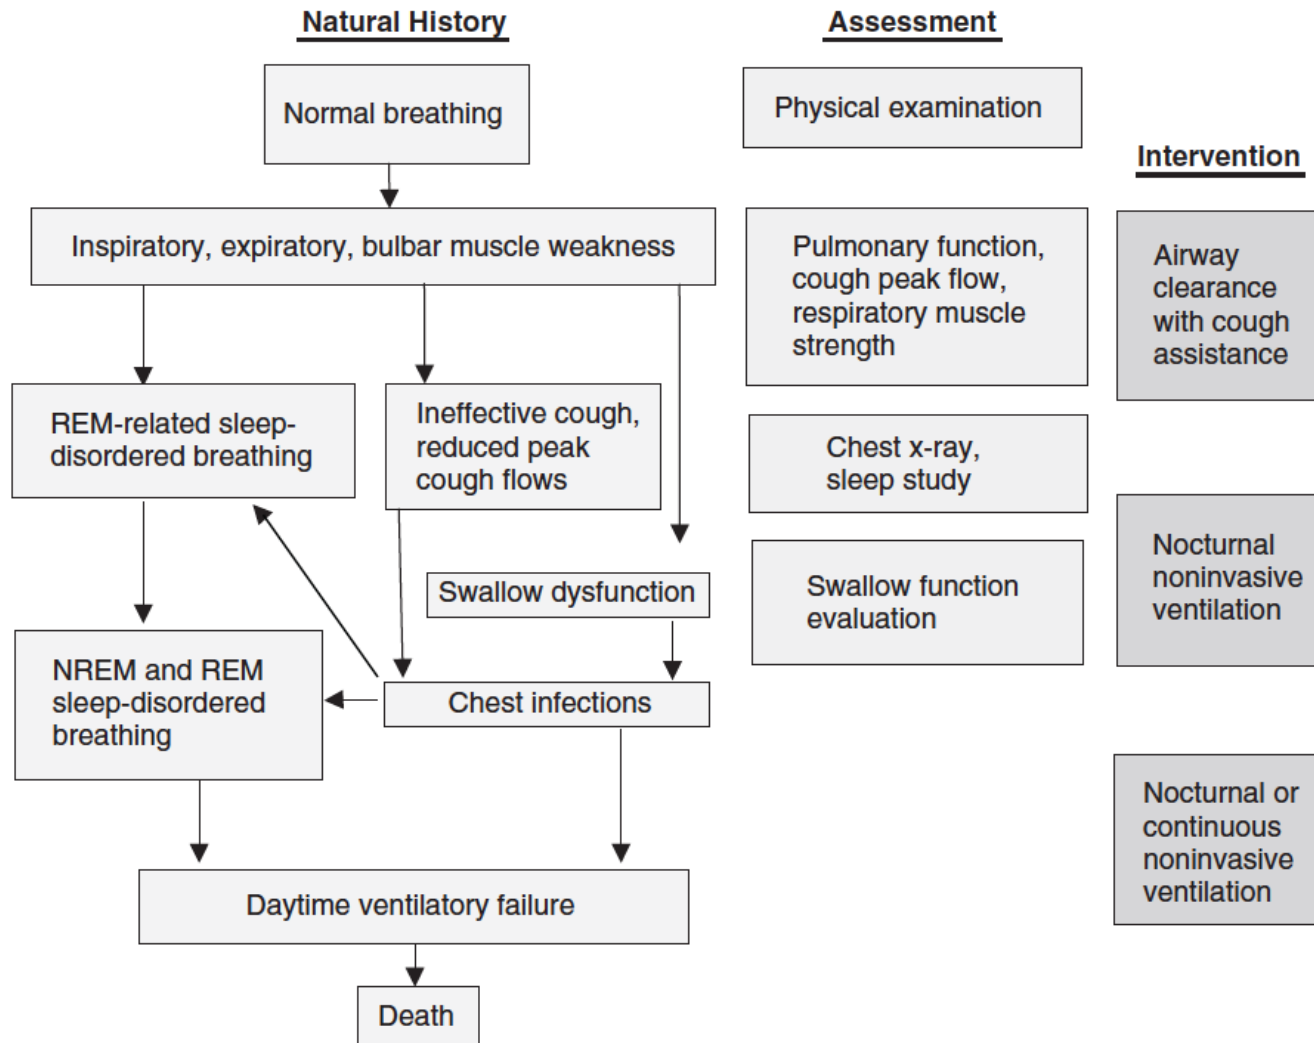 Natural History
Assessment
Normal breathing
Physical examination
Intervention
Inspiratory, expiratory, bulbar muscle weakness
Pulmonary function,
cough peak flow,
respiratory muscle
strength
Airway
clearance
with cough
assistance
REM-related sleep-
disordered breathing
Ineffective cough,
reduced peak
cough flows
Chest x-ray,
sleep study
Nocturnal
noninvasive
ventilation
Swallow dysfunction
Swallow function
evaluation
NREM and REM
sleep-disordered
breathing
Chest infections
Nocturnal or
continuous
noninvasive
ventilation
Daytime ventilatory failure
Death